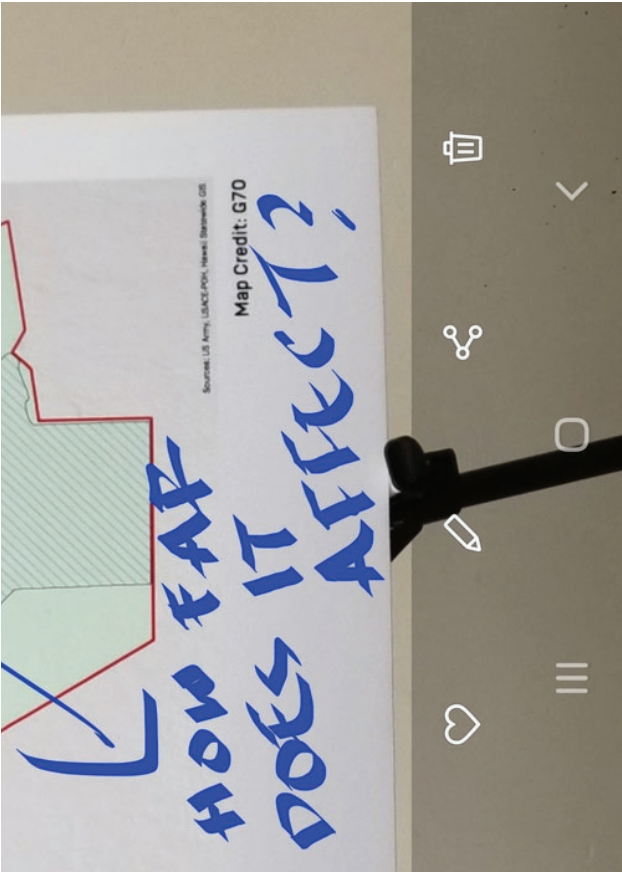 Sources: US Army, USACE-POH, Hawaii Statewide GIS
Map Credit: G70
HOW FAR
DOES IT
AFFECT?